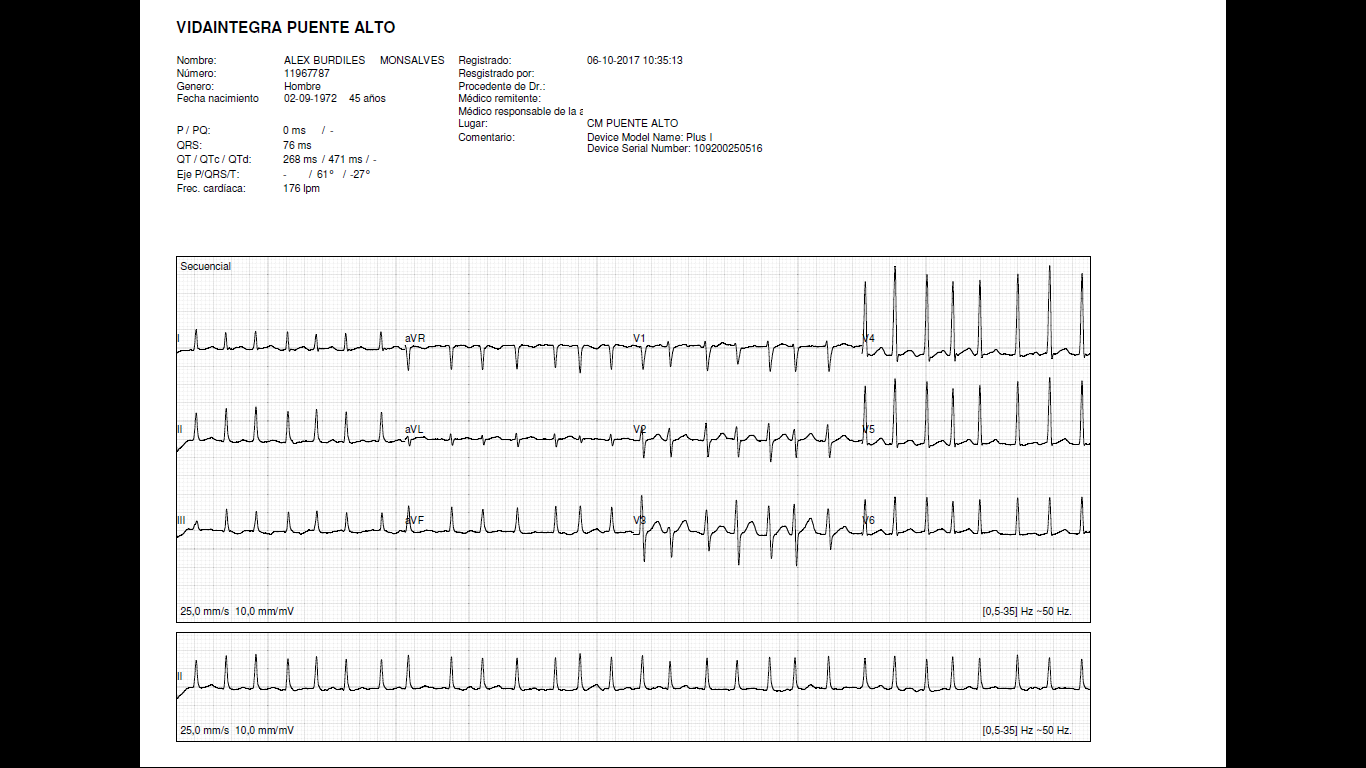 VIDAINTEGRA PUENTE ALTO
Nombre: ALEX BURDILES MONSALVES Registrado: 06-10-2017 10:35:13
Número: 11967787 Resgistrado por:
Genero: Hombre Procedente de Dr.:
Fecha nacimiento 02-09-1972 45 años Médico remitente:
Médico responsable de la a
Lugar: CM PUENTE ALTO
P / PQ: 0 ms / - Comentario: Device Model Name: Plus I
QRS: 76 ms Device Serial Number: 109200250516
QT / QTc / QTd: 268 ms / 471 ms / -
Eje P/QRS/T: - / 61° / -27°
Frec. cardíaca: 176 lpm
Secuencial
I aVR V1 V4
II aVL V2 V5
III aVF V3 V6
25,0 mm/s 10,0 mm/mV [0,5-35] Hz ~50 Hz.
II
25,0 mm/s 10,0 mm/mV [0,5-35] Hz ~50 Hz.